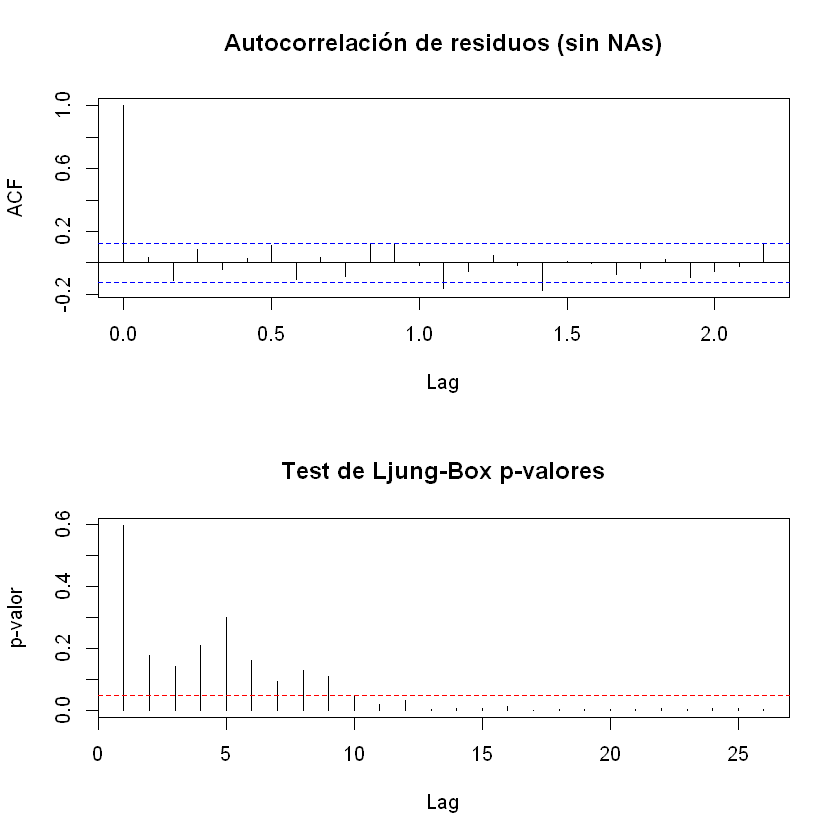 Autocorrelación de residuos (sin NAs)
ACF
1.0
0.6
0.2
-0.2
0.0 0.5 1.0 1.5 2.0
Lag
Test de Ljung-Box p-valores
p-valor
0.6
0.4
0.2
0.0
0 5 10 15 20 25
Lag